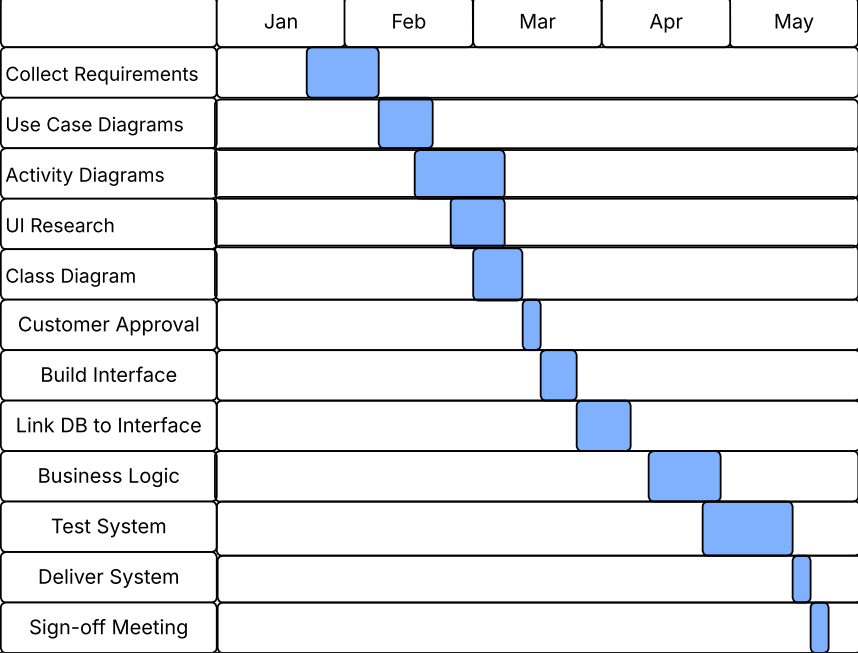 Jan Feb Mar Apr May
Collect Requirements
Use Case Diagrams
Activity Diagrams
UI Research
Class Diagram
Customer Approval
Build Interface
Link DB to Interface
Business Logic
Test System
Deliver System
Sign-off Meeting